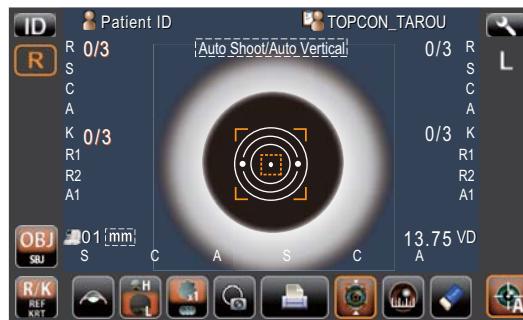 ID Patient ID TOPCON_TAROU
R R 0/3 Auto Shoot/Auto Vertical 0/3 R L
S S
C C
A A
K 0/3 0/3 K
R1 R1
R2 R2
A1 A1
OBJ SBJ 01 mm 13.75 VD
S C A S C A
R/K REF KRT H L x1 A